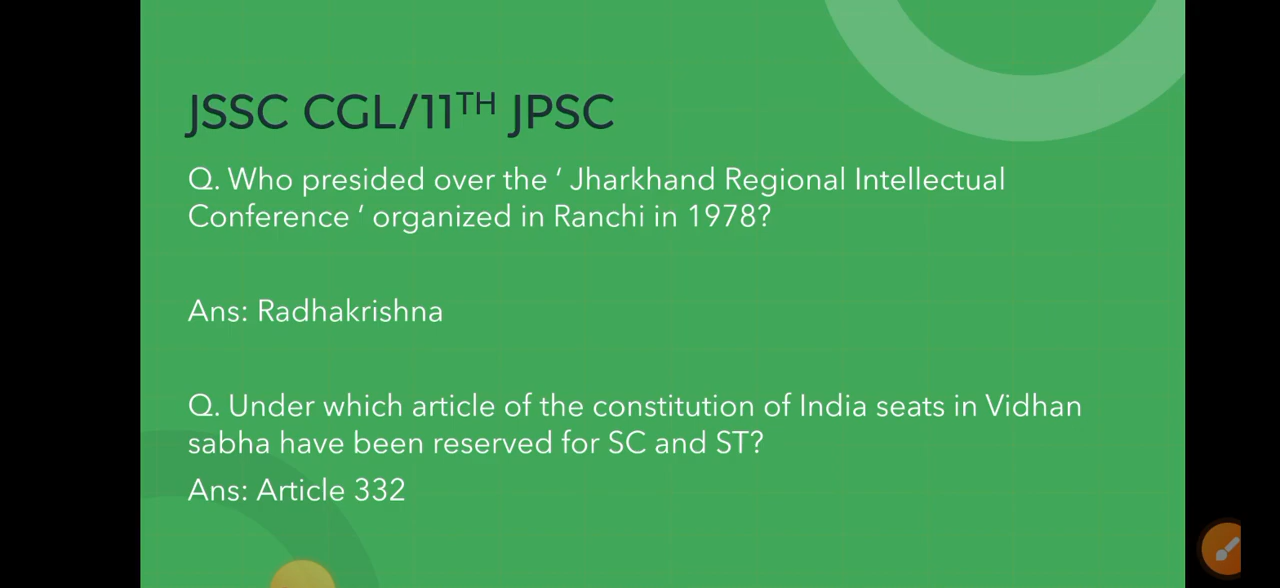 JSSC CGL/11TH JPSC
Q. Who presided over the ‘ Jharkhand Regional Intellectual
Conference ‘ organized in Ranchi in 1978?
Ans: Radhakrishna
Q. Under which article of the constitution of India seats in Vidhan
sabha have been reserved for SC and ST?
Ans: Article 332